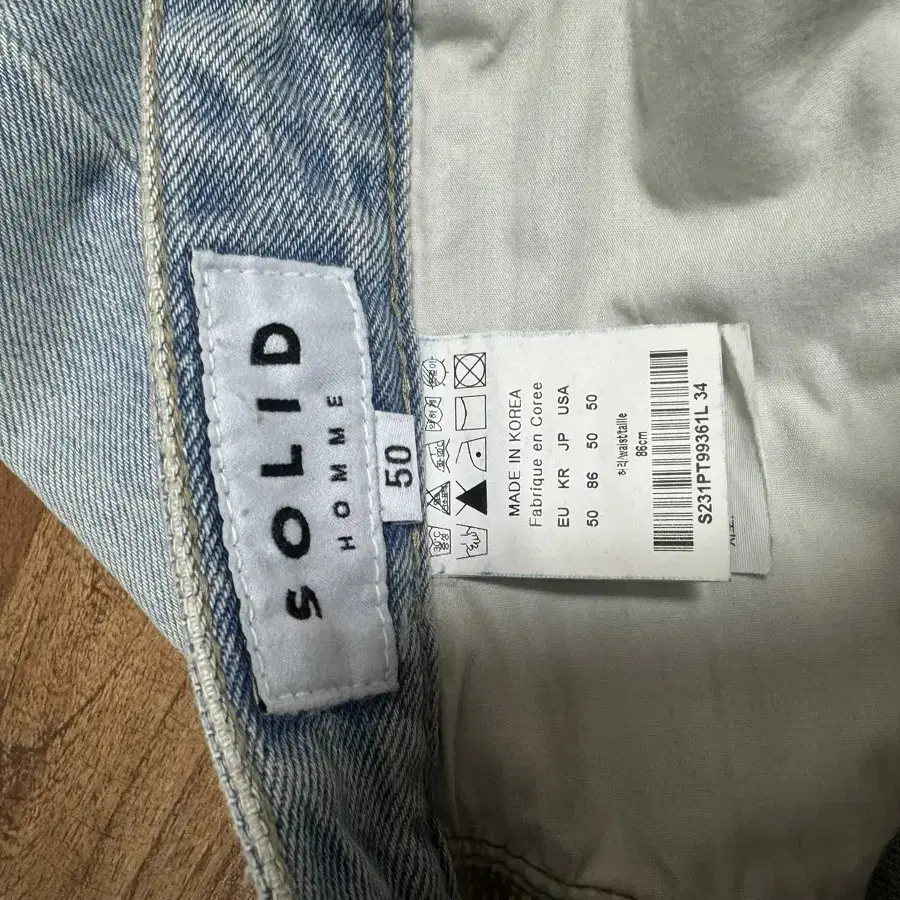 SOLID
HOMME
50
MADE IN KOREA
Fabrique en Coree
EU KR JP USA
50 86 50 50
허리/waist/taille
86cm
S231PT99361L 34